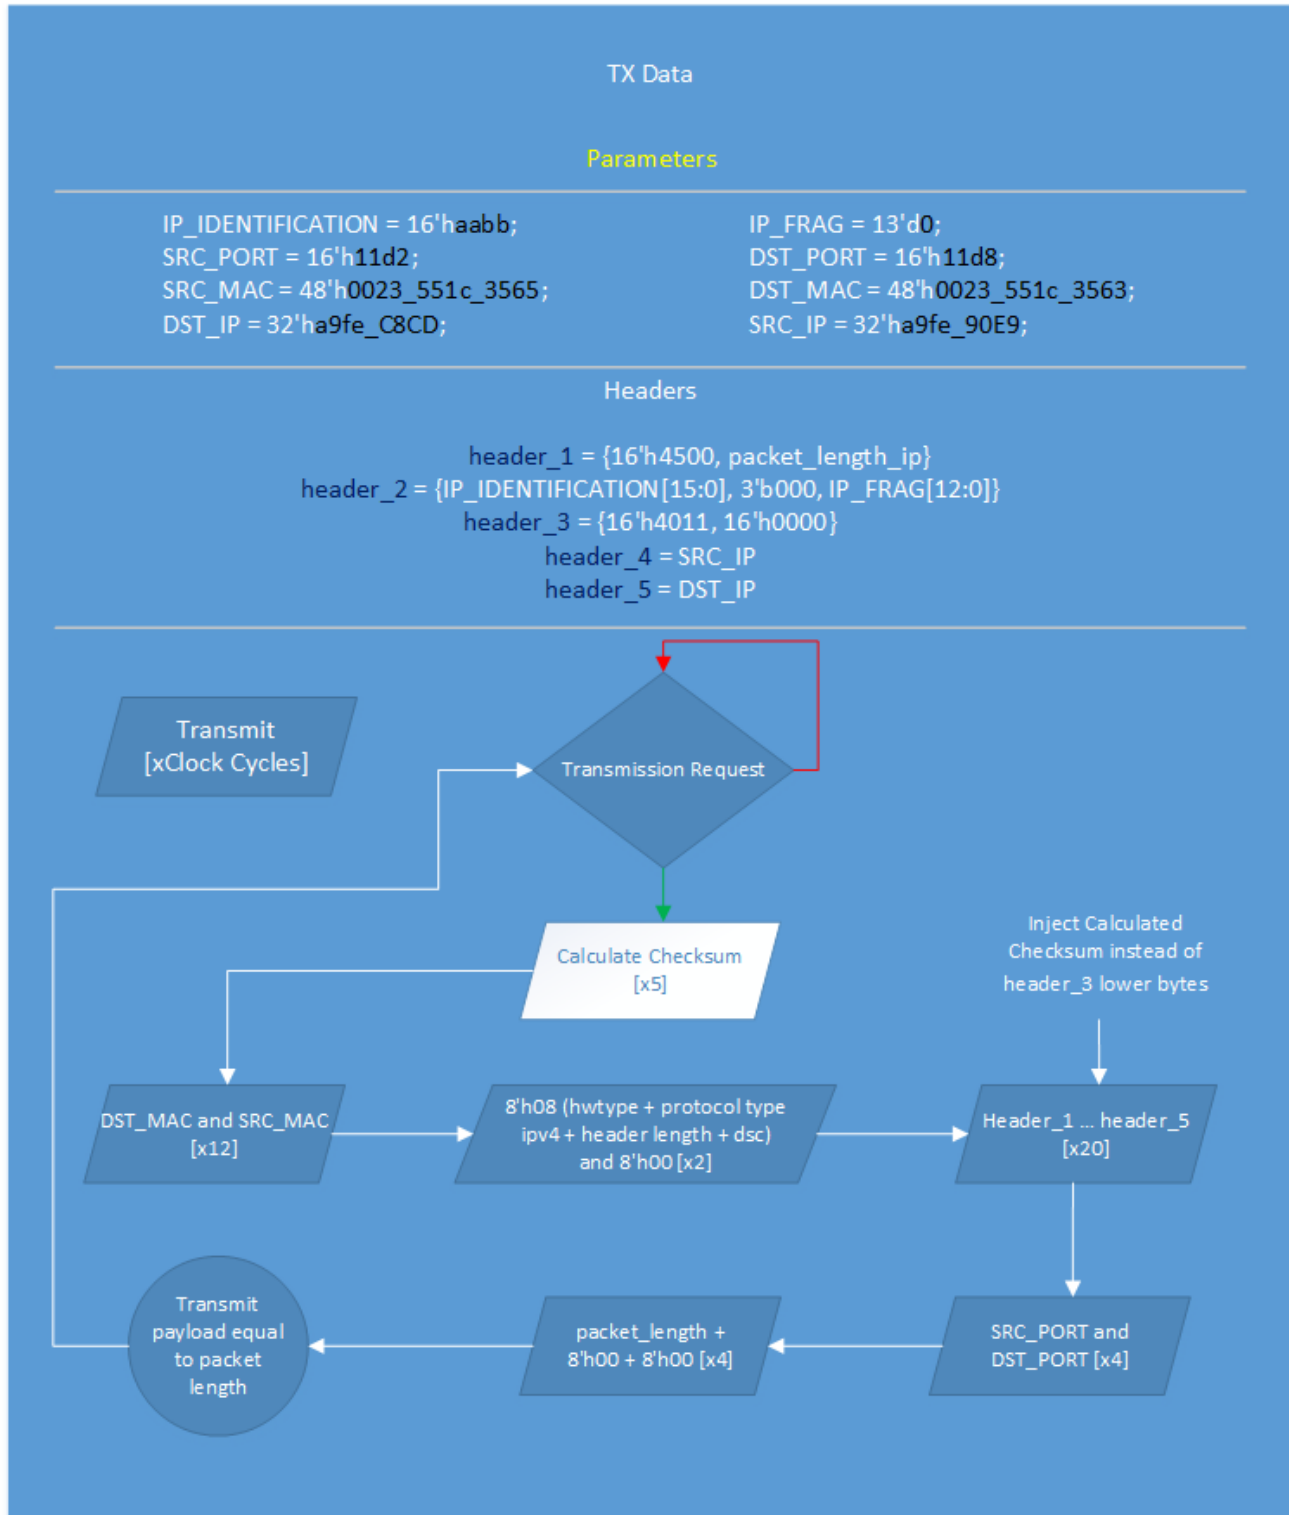 TX Data
Parameters
IP_IDENTIFICATION = 16'haabb;
IP_FRAG = 13'd0;
SRC_PORT = 16'h11d2;
DST_PORT = 16'h11d8;
SRC_MAC = 48'h0023_551c_3565;
DST_MAC = 48'h0023_551c_3563;
DST_IP = 32'ha9fe_C8CD;
SRC_IP = 32'ha9fe_90E9;
Headers
header_1 = {16'h4500, packet_length_ip}
header_2 = {IP_IDENTIFICATION[15:0], 3'b000, IP_FRAG[12:0]}
header_3 = {16'h4011, 16'h0000}
header_4 = SRC_IP
header_5 = DST_IP
Transmit
[xClock Cycles]
Transmission Request
Calculate Checksum
[x5]
Inject Calculated
Checksum instead of
header_3 lower bytes
DST_MAC and SRC_MAC
[x12]
8'h08 (hwtype + protocol type
ipv4 + header length + dsc)
and 8'h00 [x2]
Header_1 ... header_5
[x20]
SRC_PORT and
DST_PORT [x4]
packet_length +
8'h00 + 8'h00 [x4]
Transmit
payload equal
to packet
length